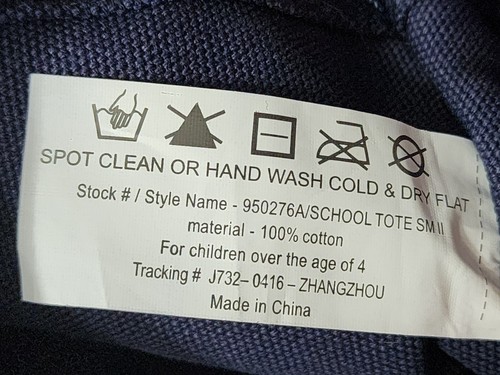 SPOT CLEAN OR HAND WASH COLD & DRY FLAT
Stock # / Style Name - 950276A/SCHOOL TOTE SM II
material - 100% cotton
For children over the age of 4
Tracking # J732-0416 - ZHANGZHOU
Made in China